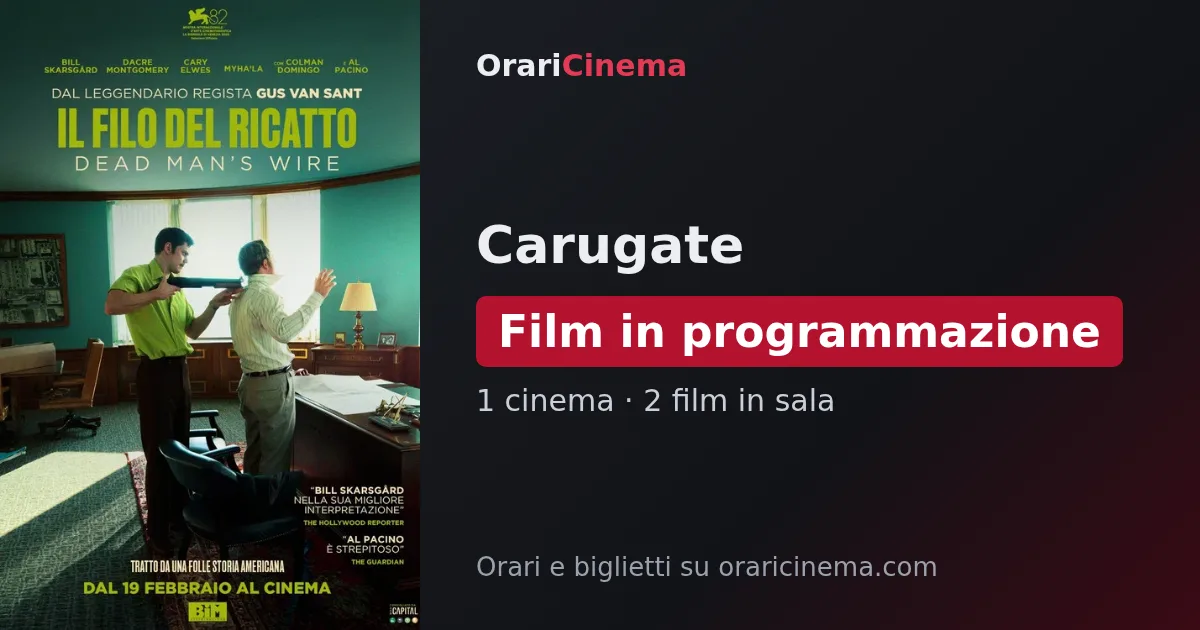 82
BILL SKARSGÅRD
DACRE MONTGOMERY
CARY ELWES
MYHA'LA
CON COLMAN DOMINGO
E AL PACINO
DAL LEGGENDARIO REGISTA GUS VAN SANT
IL FILO DEL RICATTO
DEAD MAN'S WIRE
"BILL SKARSGÅRD
NELLA SUA MIGLIORE
INTERPRETAZIONE"
THE HOLLYWOOD REPORTER
"AL PACINO
È STREPITOSO"
THE GUARDIAN
TRATTO DA UNA FOLLE STORIA AMERICANA
DAL 19 FEBBRAIO AL CINEMA
BiM
CAPITAL
OrariCinema
Carugate
Film in programmazione
1 cinema · 2 film in sala
Orari e biglietti su oraricinema.com